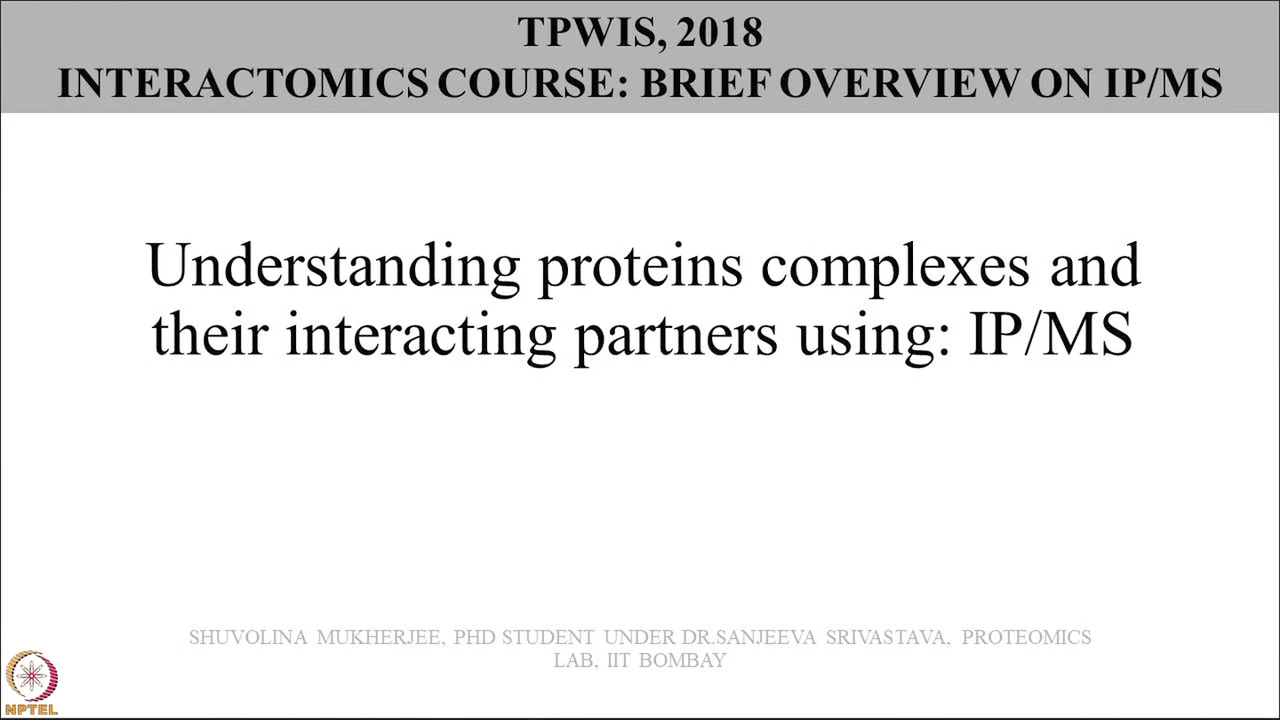 TPWIS, 2018
INTERACTOMICS COURSE: BRIEF OVERVIEW ON IP/MS
Understanding proteins complexes and
their interacting partners using: IP/MS
SHUVOLINA MUKHERJEE, PHD STUDENT UNDER DR.SANJEEVA SRIVASTAVA, PROTEOMICS
LAB, IIT BOMBAY
NPTEL